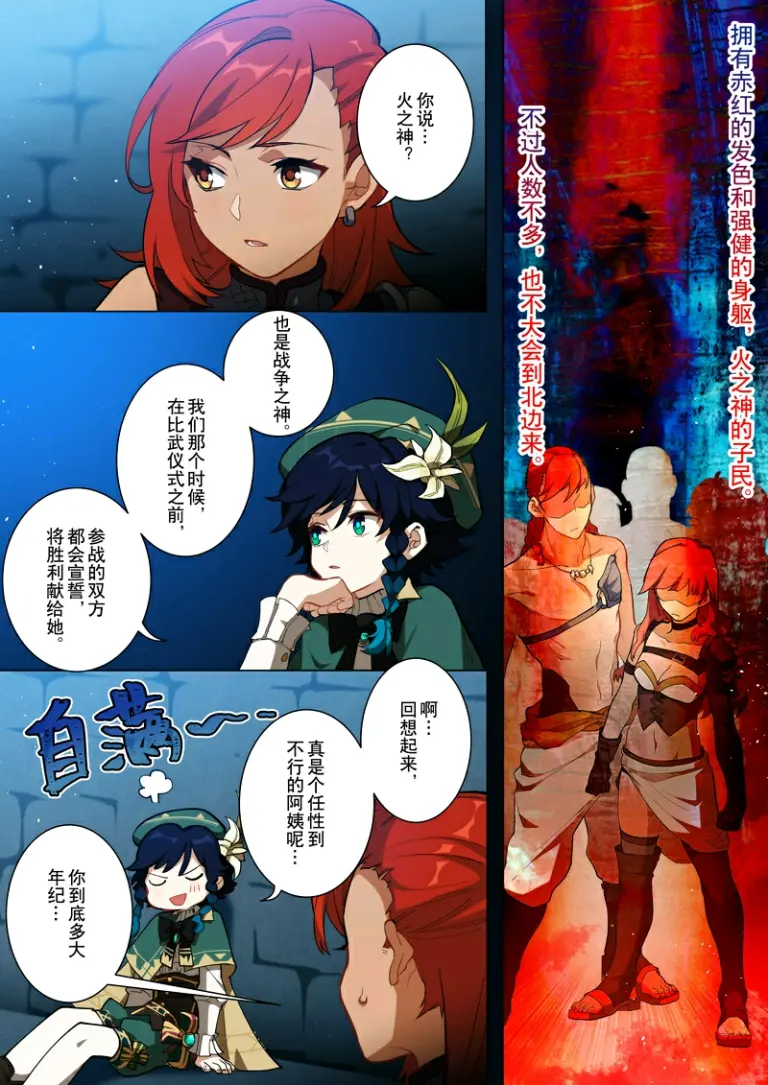 拥有赤红的发色和强健的身躯，火之神的子民。
不过人数不多，也不大会到北边来。
你说…
火之神？
也是战争之神。
我们那个时候，
在比武仪式之前，
参战的双方
都会宣誓，
将胜利献给她。
啊…
回想起来，
真是个任性到
不行的阿姨呢…
自满
你到底多大
年纪…